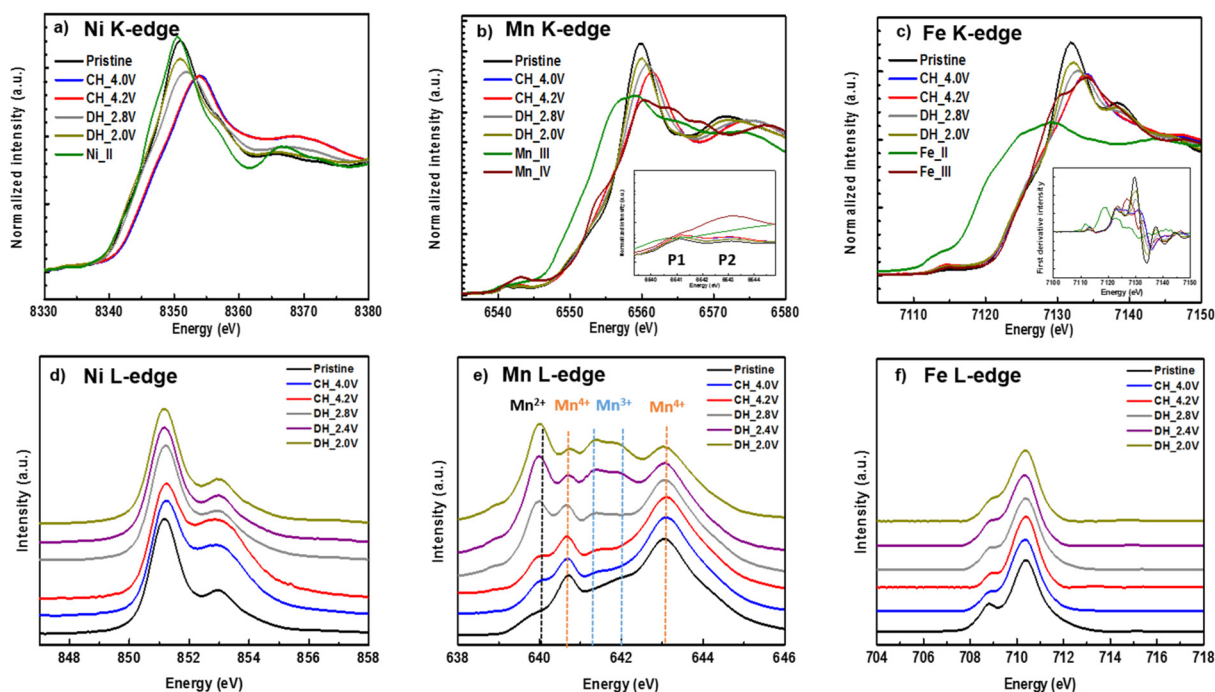 a) Ni K-edge
Pristine
CH_4.0V
CH_4.2V
DH_2.8V
DH_2.0V
Ni_II
Normalized intensity (a.u.)
8330 8340 8350 8360 8370 8380
Energy (eV)
b) Mn K-edge
Pristine
CH_4.0V
CH_4.2V
DH_2.8V
DH_2.0V
Mn_III
Mn_IV
Normalized intensity (a.u.)
Normalized intensity (a.u.)
P1 P2
6640 6641 6642 6643 6644
Energy (eV)
6540 6550 6560 6570 6580
Energy (eV)
c) Fe K-edge
Pristine
CH_4.0V
CH_4.2V
DH_2.8V
DH_2.0V
Fe_II
Fe_III
Normalized intensity (a.u.)
First derivative intensity
7100 7110 7120 7130 7140 7150
Energy (eV)
7110 7120 7130 7140 7150
Energy (eV)
d) Ni L-edge
Pristine
CH_4.0V
CH_4.2V
DH_2.8V
DH_2.4V
DH_2.0V
Intensity (a.u.)
848 850 852 854 856 858
Energy (eV)
e) Mn L-edge
Pristine
CH_4.0V
CH_4.2V
DH_2.8V
DH_2.4V
DH_2.0V
Mn2+ Mn4+ Mn3+ Mn4+
Intensity (a.u.)
638 640 642 644 646
Energy (eV)
f) Fe L-edge
Pristine
CH_4.0V
CH_4.2V
DH_2.8V
DH_2.4V
DH_2.0V
Intensity (a.u.)
704 706 708 710 712 714 716 718
Energy (eV)